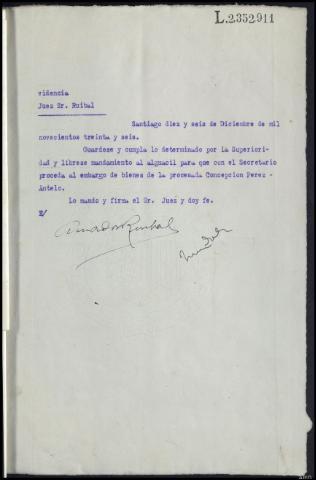 L.2352911
videncia
Juez Sr. Ruibal
Santiago diez y seis de Diciembre de mil
novecientos treinta y seis.
Guardese y cumpla lo determinado por la Superiori-
dad y librese mandamiento al alguacil para que con el Secretario
proceda al embargo de bienes de la procesada Concepcion Perez -
Antelo.
Lo mando y firma el Sr. Juez y doy fe.
E/
Amador Ruibal